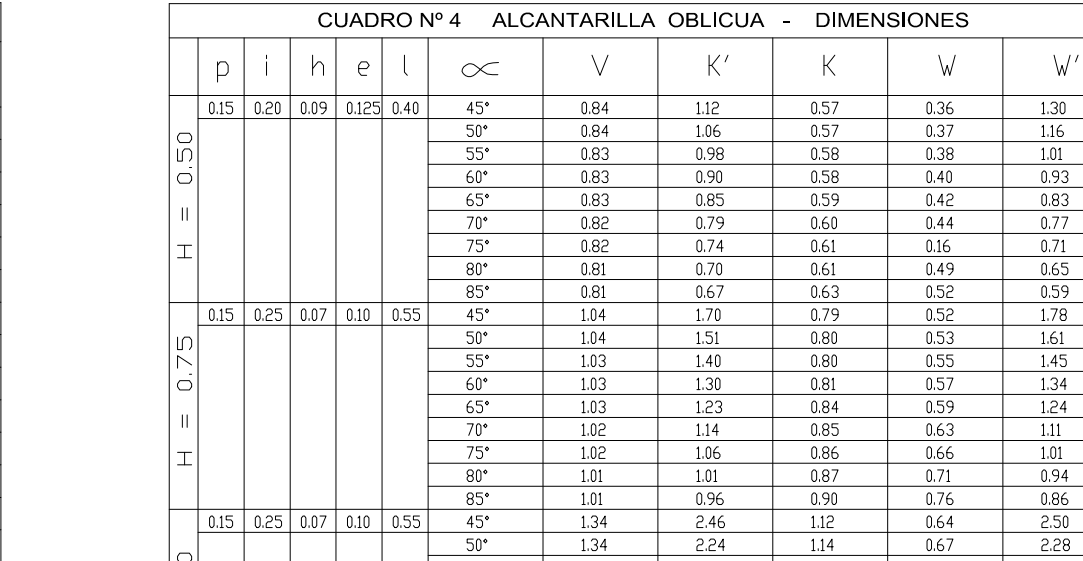 CUADRO Nº 4 ALCANTARILLA OBLICUA - DIMENSIONES
p i h e l ∝ V K' K W W'
H = 0.50
0.15 0.20 0.09 0.125 0.40 45° 0.84 1.12 0.57 0.36 1.30
50° 0.84 1.06 0.57 0.37 1.16
55° 0.83 0.98 0.58 0.38 1.01
60° 0.83 0.90 0.58 0.40 0.93
65° 0.83 0.85 0.59 0.42 0.83
70° 0.82 0.79 0.60 0.44 0.77
75° 0.82 0.74 0.61 0.16 0.71
80° 0.81 0.70 0.61 0.49 0.65
85° 0.81 0.67 0.63 0.52 0.59
H = 0.75
0.15 0.25 0.07 0.10 0.55 45° 1.04 1.70 0.79 0.52 1.78
50° 1.04 1.51 0.80 0.53 1.61
55° 1.03 1.40 0.80 0.55 1.45
60° 1.03 1.30 0.81 0.57 1.34
65° 1.03 1.23 0.84 0.59 1.24
70° 1.02 1.14 0.85 0.63 1.11
75° 1.02 1.06 0.86 0.66 1.01
80° 1.01 1.01 0.87 0.71 0.94
85° 1.01 0.96 0.90 0.76 0.86
0.15 0.25 0.07 0.10 0.55 45° 1.34 2.46 1.12 0.64 2.50
50° 1.34 2.24 1.14 0.67 2.28